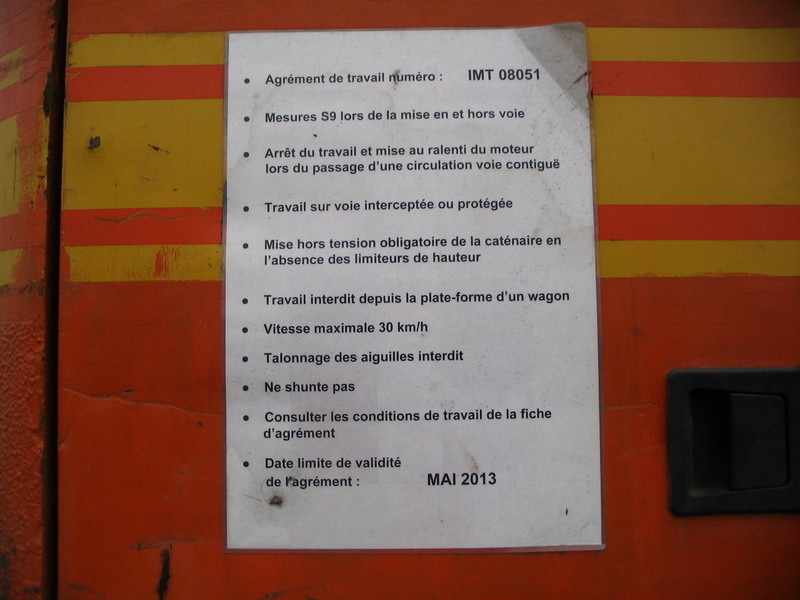 • Agrément de travail numéro : IMT 08051
• Mesures S9 lors de la mise en et hors voie
• Arrêt du travail et mise au ralenti du moteur
lors du passage d'une circulation voie contiguë
• Travail sur voie interceptée ou protégée
• Mise hors tension obligatoire de la caténaire en
l'absence des limiteurs de hauteur
• Travail interdit depuis la plate-forme d'un wagon
• Vitesse maximale 30 km/h
• Talonnage des aiguilles interdit
• Ne shunte pas
• Consulter les conditions de travail de la fiche
d'agrément
• Date limite de validité
de l'agrément : MAI 2013